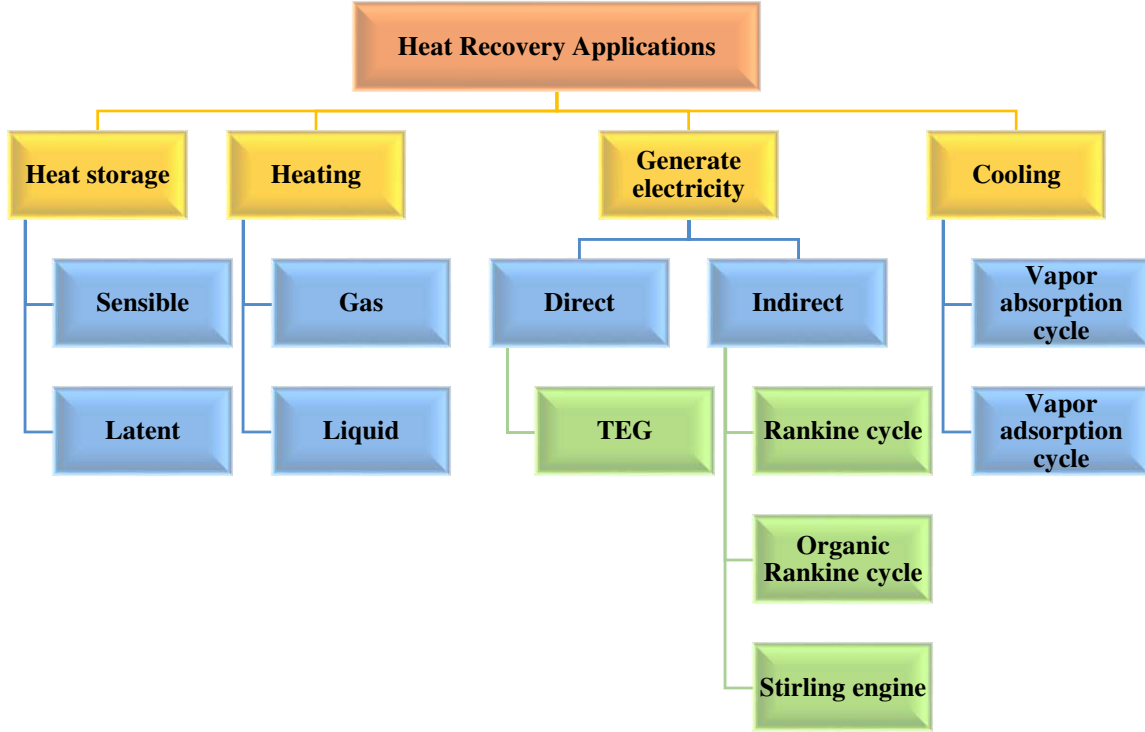 Heat Recovery Applications
Heat storage
Heating
Generate
electricity
Cooling
Sensible
Gas
Direct
Indirect
Vapor
absorption
cycle
Latent
Liquid
TEG
Rankine cycle
Vapor
adsorption
cycle
Organic
Rankine cycle
Stirling engine